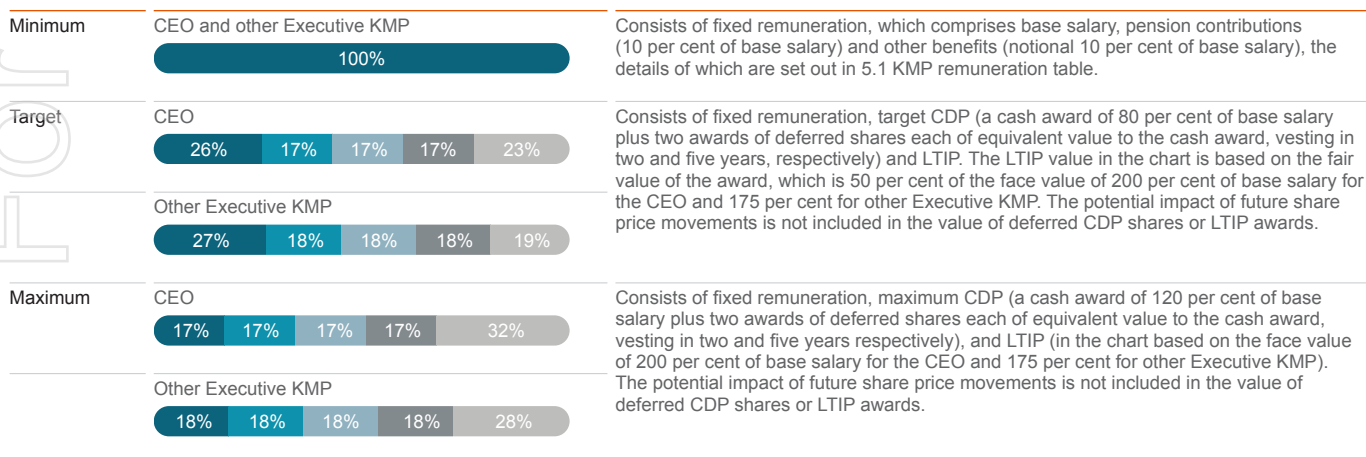 Minimum
CEO and other Executive KMP
100%
Consists of fixed remuneration, which comprises base salary, pension contributions
(10 per cent of base salary) and other benefits (notional 10 per cent of base salary), the
details of which are set out in 5.1 KMP remuneration table.
Target
CEO
26% 17% 17% 17% 23%
Other Executive KMP
27% 18% 18% 18% 19%
Consists of fixed remuneration, target CDP (a cash award of 80 per cent of base salary
plus two awards of deferred shares each of equivalent value to the cash award, vesting in
two and five years, respectively) and LTIP. The LTIP value in the chart is based on the fair
value of the award, which is 50 per cent of the face value of 200 per cent of base salary for
the CEO and 175 per cent for other Executive KMP. The potential impact of future share
price movements is not included in the value of deferred CDP shares or LTIP awards.
Maximum
CEO
17% 17% 17% 17% 32%
Other Executive KMP
18% 18% 18% 18% 28%
Consists of fixed remuneration, maximum CDP (a cash award of 120 per cent of base
salary plus two awards of deferred shares each of equivalent value to the cash award,
vesting in two and five years respectively), and LTIP (in the chart based on the face value
of 200 per cent of base salary for the CEO and 175 per cent for other Executive KMP).
The potential impact of future share price movements is not included in the value of
deferred CDP shares or LTIP awards.
For